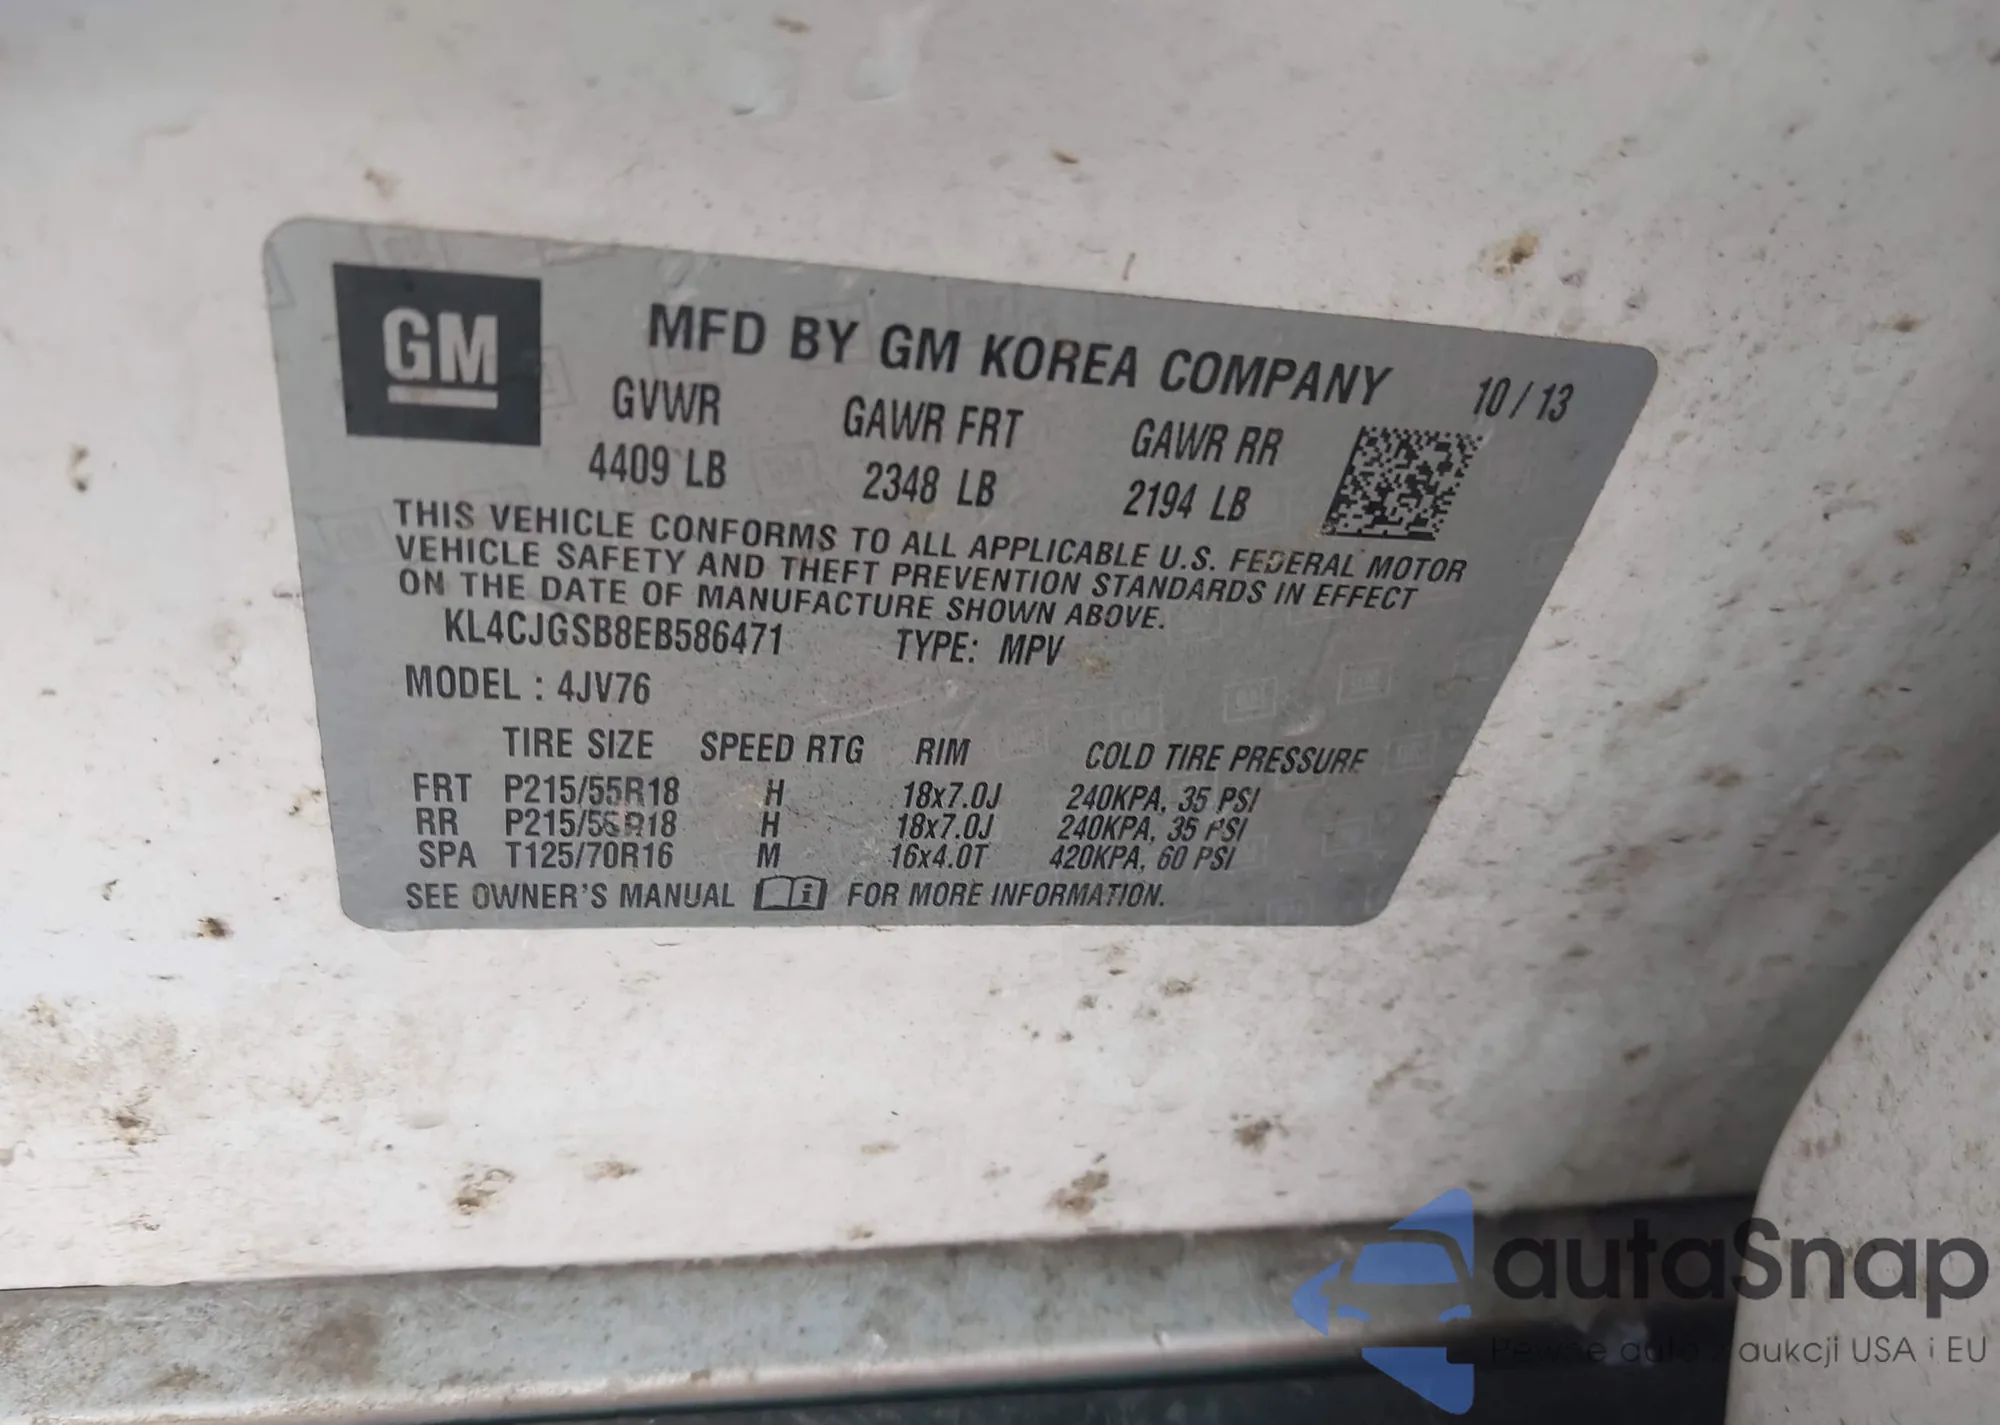 GM
MFD BY GM KOREA COMPANY 10/13
GVWR GAWR FRT GAWR RR
4409 LB 2348 LB 2194 LB
THIS VEHICLE CONFORMS TO ALL APPLICABLE U.S. FEDERAL MOTOR
VEHICLE SAFETY AND THEFT PREVENTION STANDARDS IN EFFECT
ON THE DATE OF MANUFACTURE SHOWN ABOVE.
KL4CJGSB8EB586471 TYPE: MPV
MODEL : 4JV76
TIRE SIZE SPEED RTG RIM COLD TIRE PRESSURE
FRT P215/55R18 H 18x7.0J 240KPA, 35 PSI
RR P215/55R18 H 18x7.0J 240KPA, 35 PSI
SPA T125/70R16 M 16x4.0T 420KPA, 60 PSI
SEE OWNER'S MANUAL FOR MORE INFORMATION.
autaSnap
Pewne auta z aukcji USA i EU